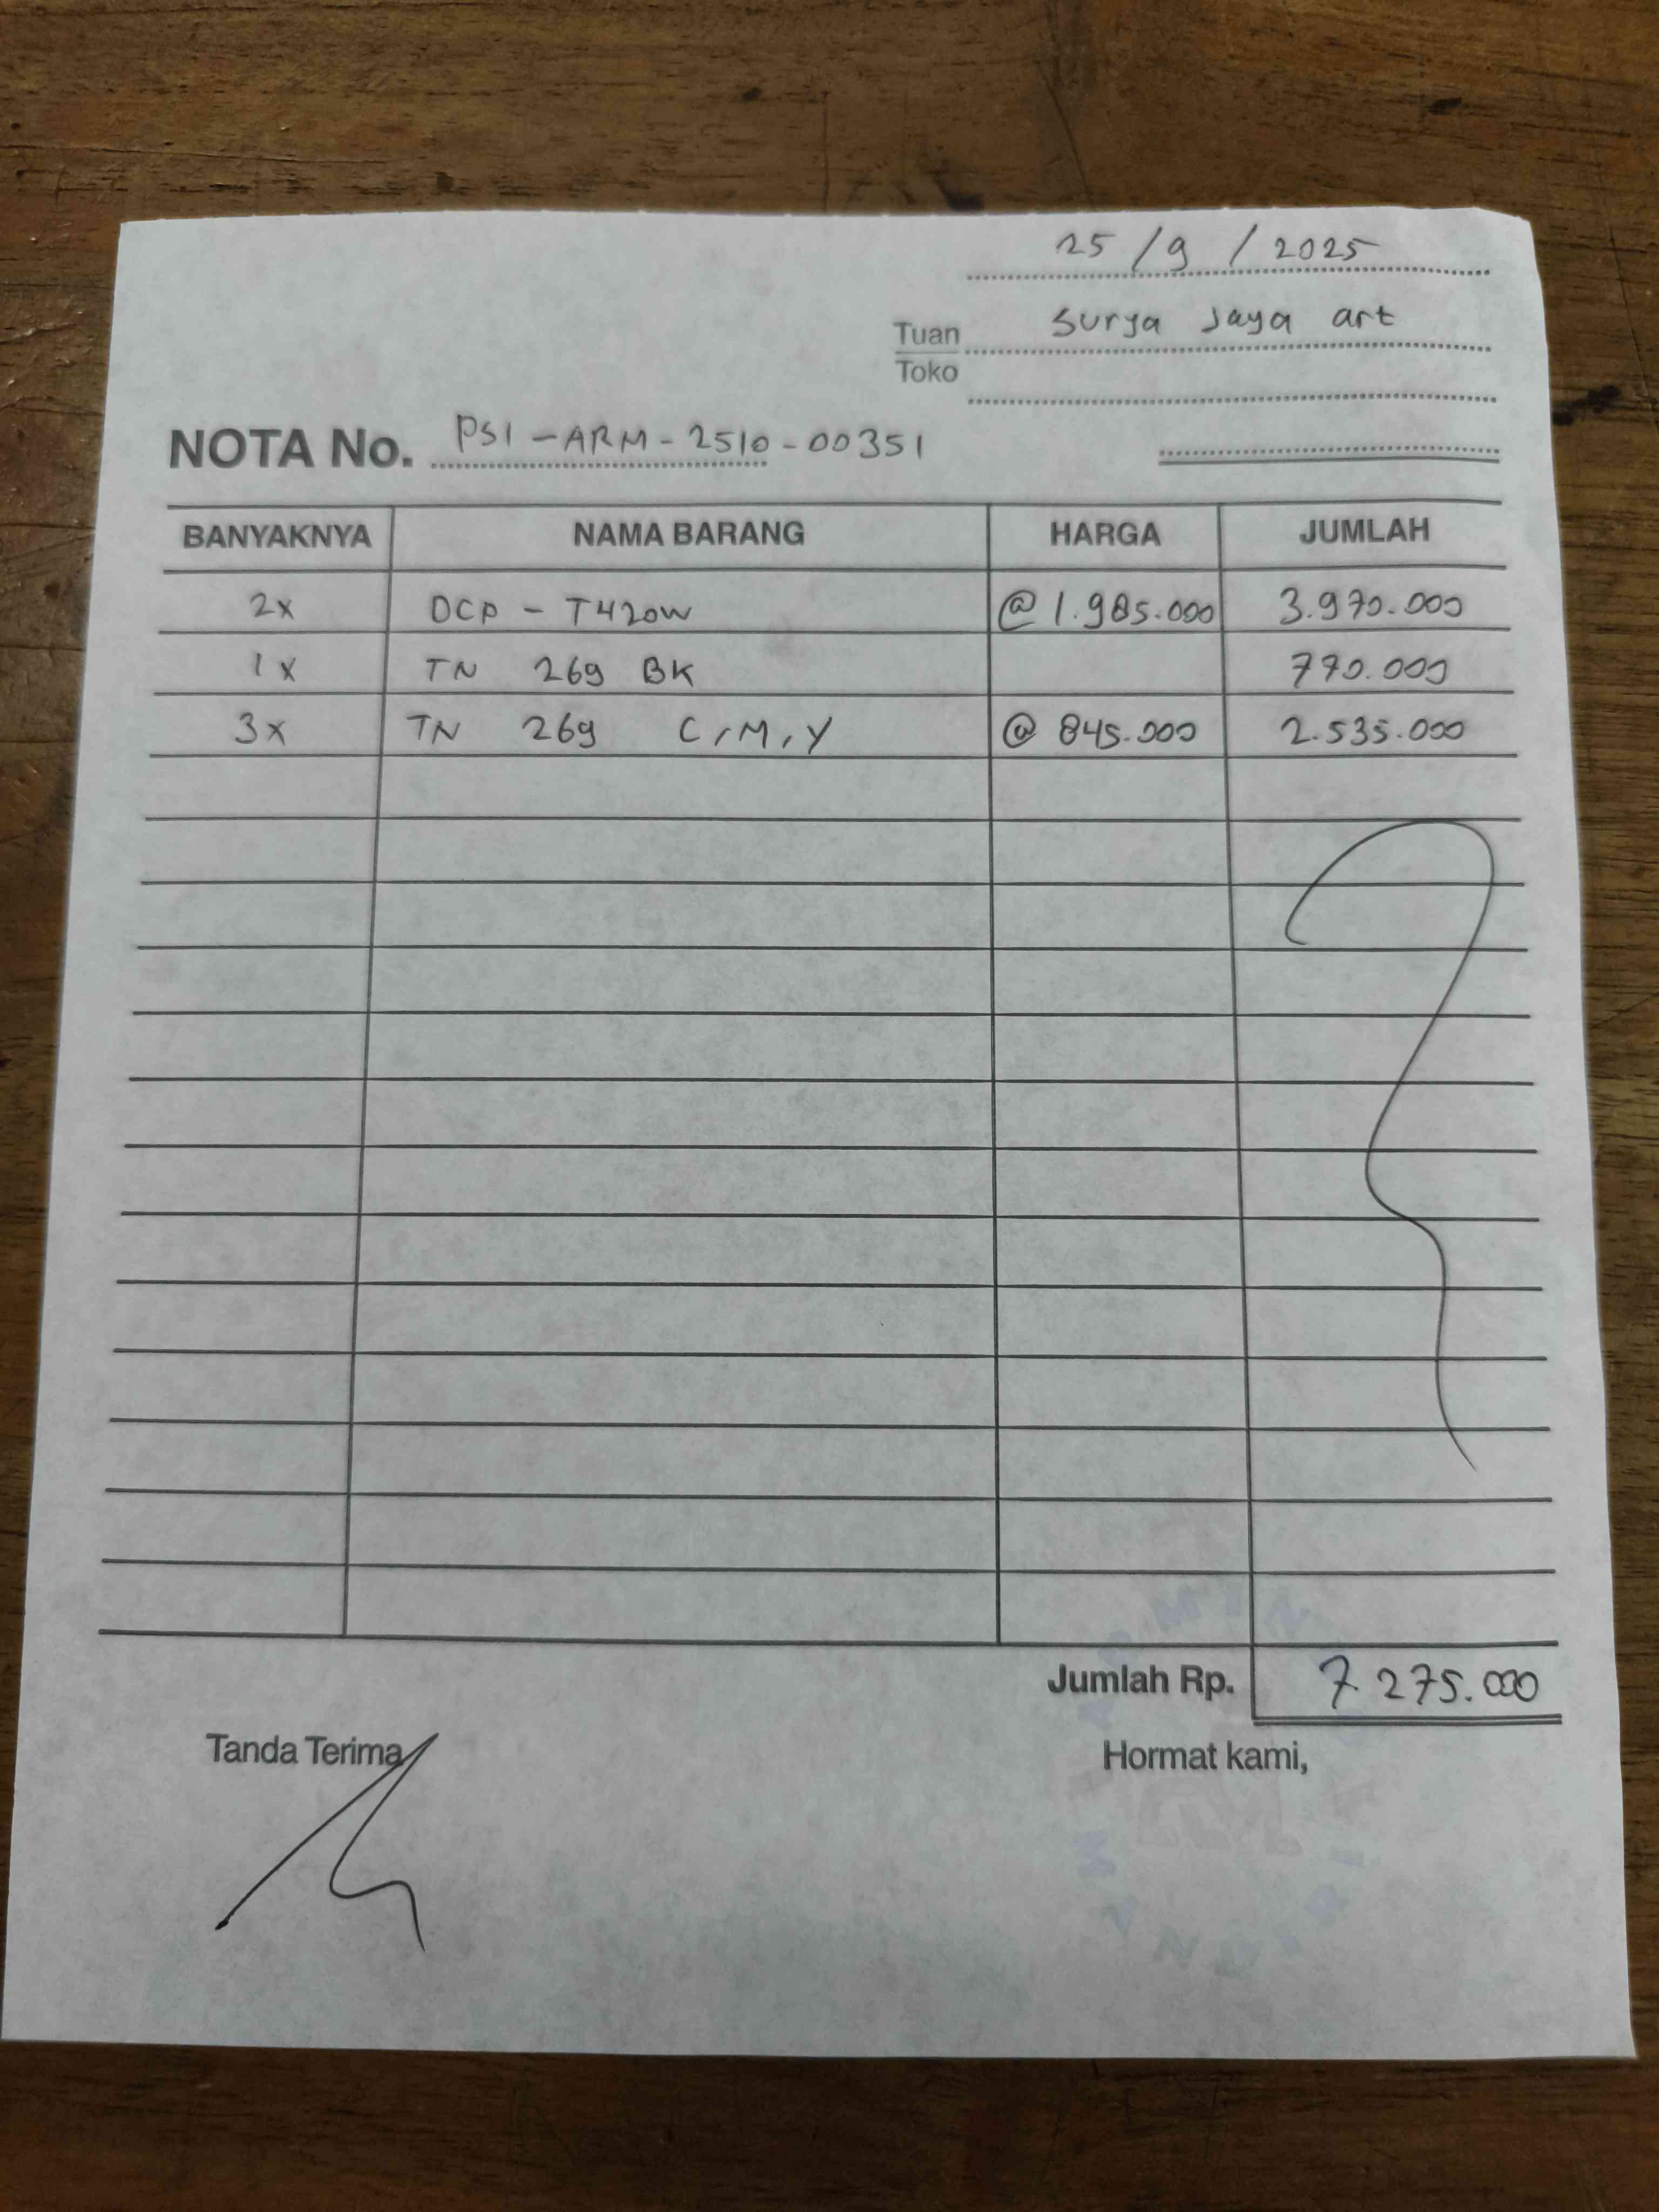 25 / 9 / 2025
Tuan Surya Jaya art
Toko
NOTA No. PSI-ARM-2510-00351
BANYAKNYA NAMA BARANG HARGA JUMLAH
2x DCP - T420W @ 1.985.000 3.970.000
1x TN 269 BK 770.000
3x TN 269 C,M,Y @ 845.000 2.535.000
Jumlah Rp. 7.275.000
Tanda Terima Hormat kami,